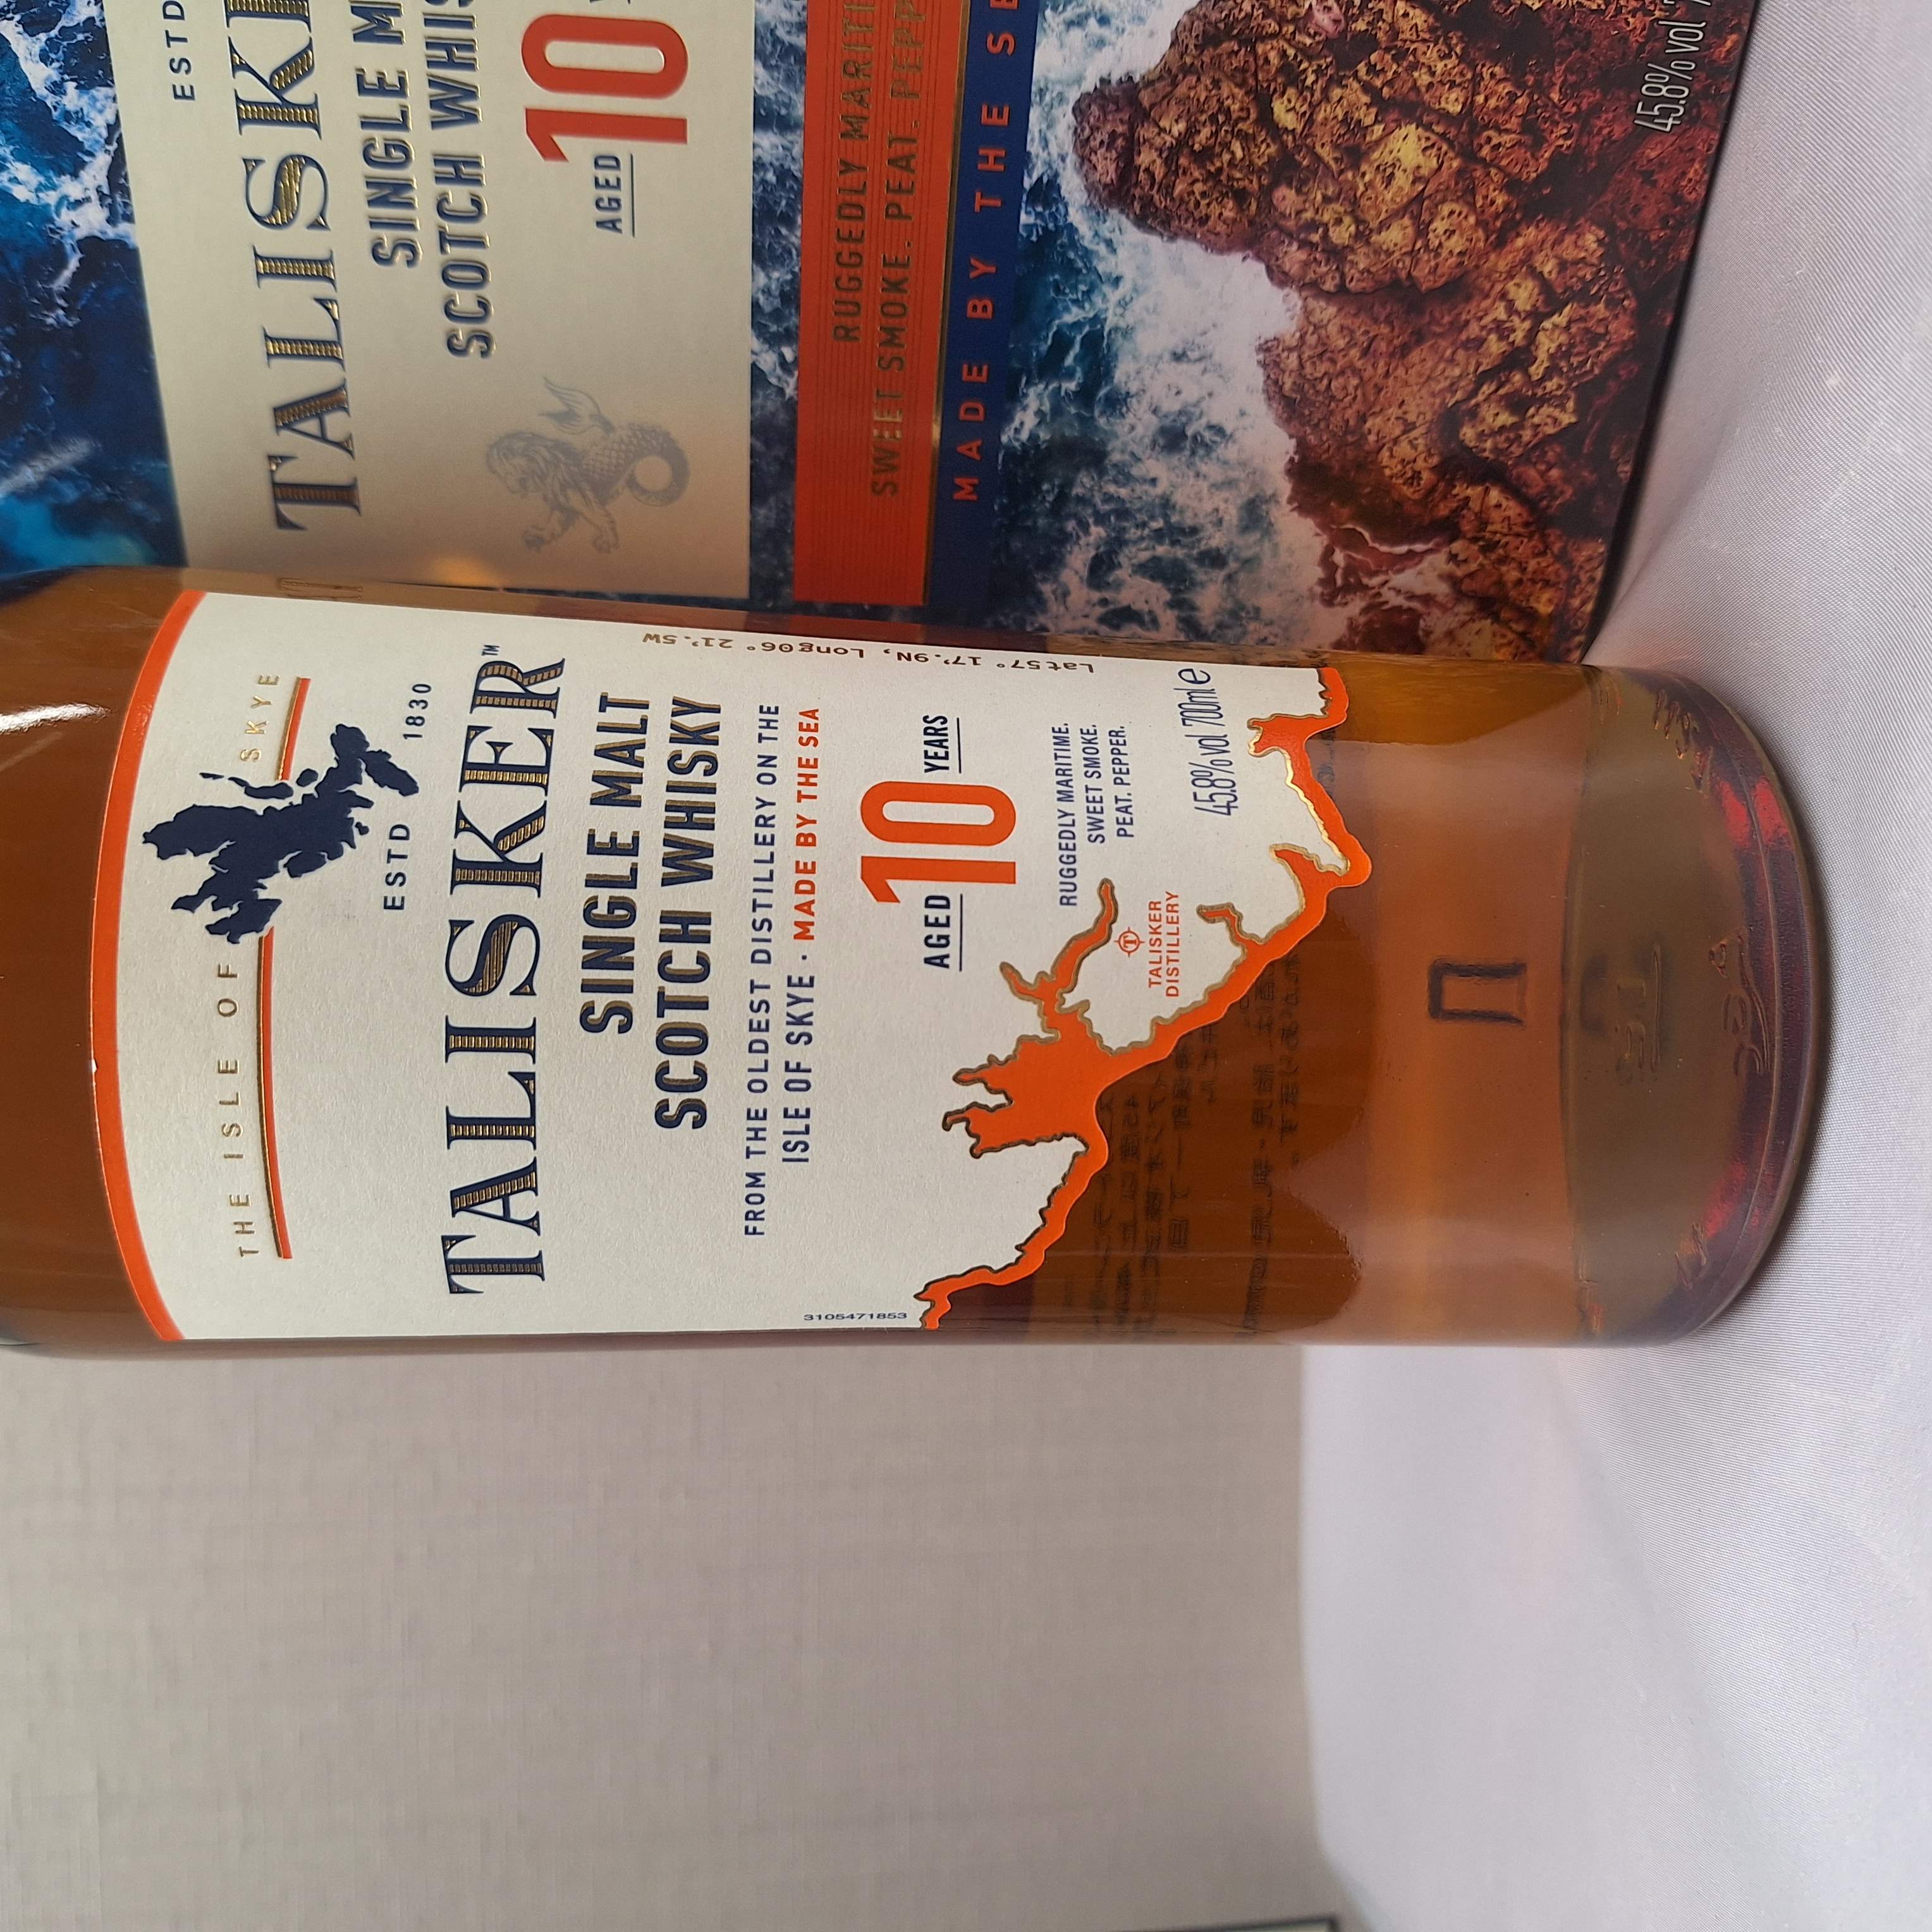 THE ISLE OF SKYE
ESTD 1830
TALISKER™
SINGLE MALT
SCOTCH WHISKY
FROM THE OLDEST DISTILLERY ON THE
ISLE OF SKYE · MADE BY THE SEA
AGED 10 YEARS
RUGGEDLY MARITIME.
SWEET SMOKE.
PEAT. PEPPER.
TALISKER
DISTILLERY
45.8% vol 700ml e
Lat57° 17'.9N, Long06° 21'.5W
3105471853
ESTD
TALISK
SINGLE M
SCOTCH WHIS
AGED 10
RUGGEDLY MARITI
SWEET SMOKE. PEAT. PEPP
MADE BY THE SE
45.8% vol 7